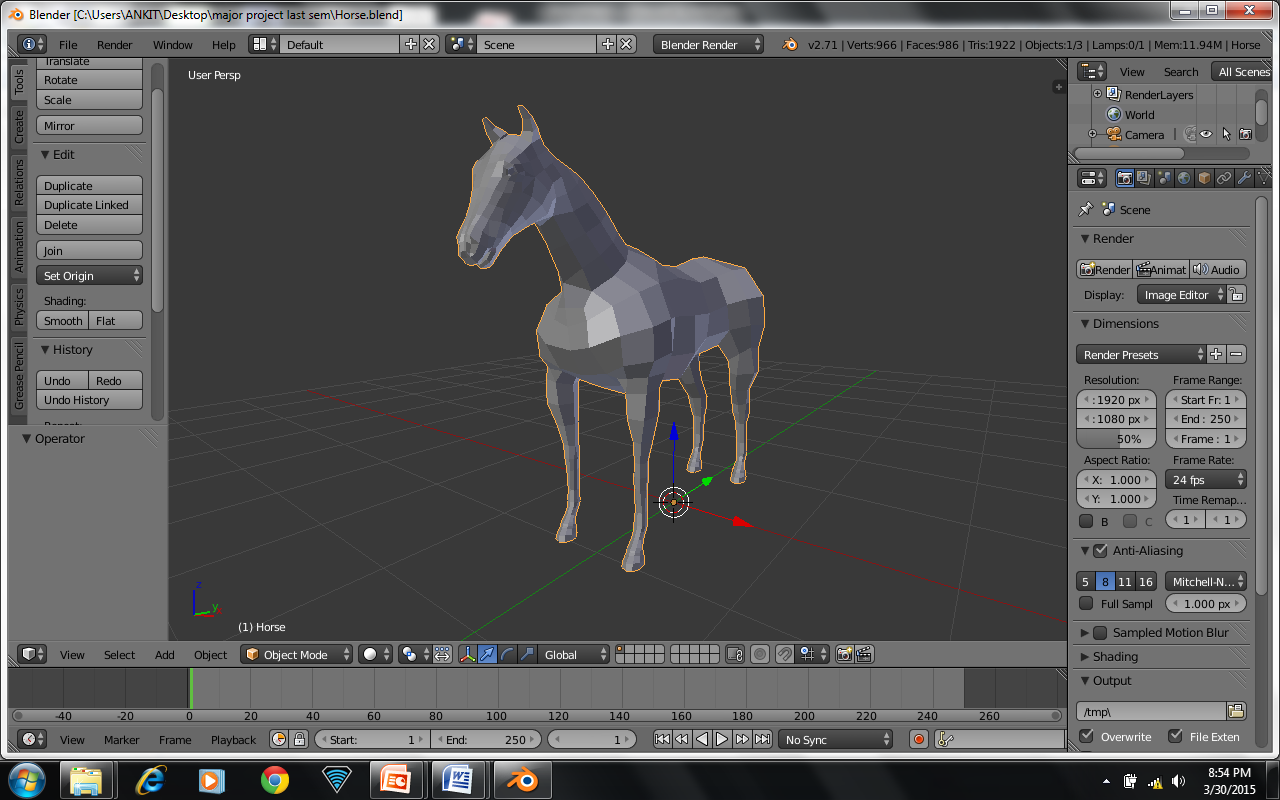 Blender [C:\Users\ANKIT\Desktop\major project last sem\Horse.blend]
File Render Window Help Default Scene Blender Render v2.71 | Verts:966 | Faces:986 | Tris:1922 | Objects:1/3 | Lamps:0/1 | Mem:11.94M | Horse
Tools
Create
Relations
Animation
Physics
Grease Pencil
Translate
Rotate
Scale
Mirror
Edit
Duplicate
Duplicate Linked
Delete
Join
Set Origin
Shading:
Smooth Flat
History
Undo Redo
Undo History
Operator
User Persp
z
y
(1) Horse
View Search All Scenes
RenderLayers
World
Camera
Scene
Render
Render Animat Audio
Display: Image Editor
Dimensions
Render Presets
Resolution: Frame Range:
: 1920 px Start Fr: 1
: 1080 px End : 250
50% Frame : 1
Aspect Ratio: Frame Rate:
X: 1.000 24 fps
Y: 1.000 Time Remap...
B C 1 1
Anti-Aliasing
5 8 11 16 Mitchell-N...
Full Sampl 1.000 px
Sampled Motion Blur
Shading
Output
/tmp\
Overwrite File Exten
View Select Add Object Object Mode Global
-40 -20 0 20 40 60 80 100 120 140 160 180 200 220 240 260
View Marker Frame Playback Start: 1 End: 250 1 No Sync
8:54 PM
3/30/2015